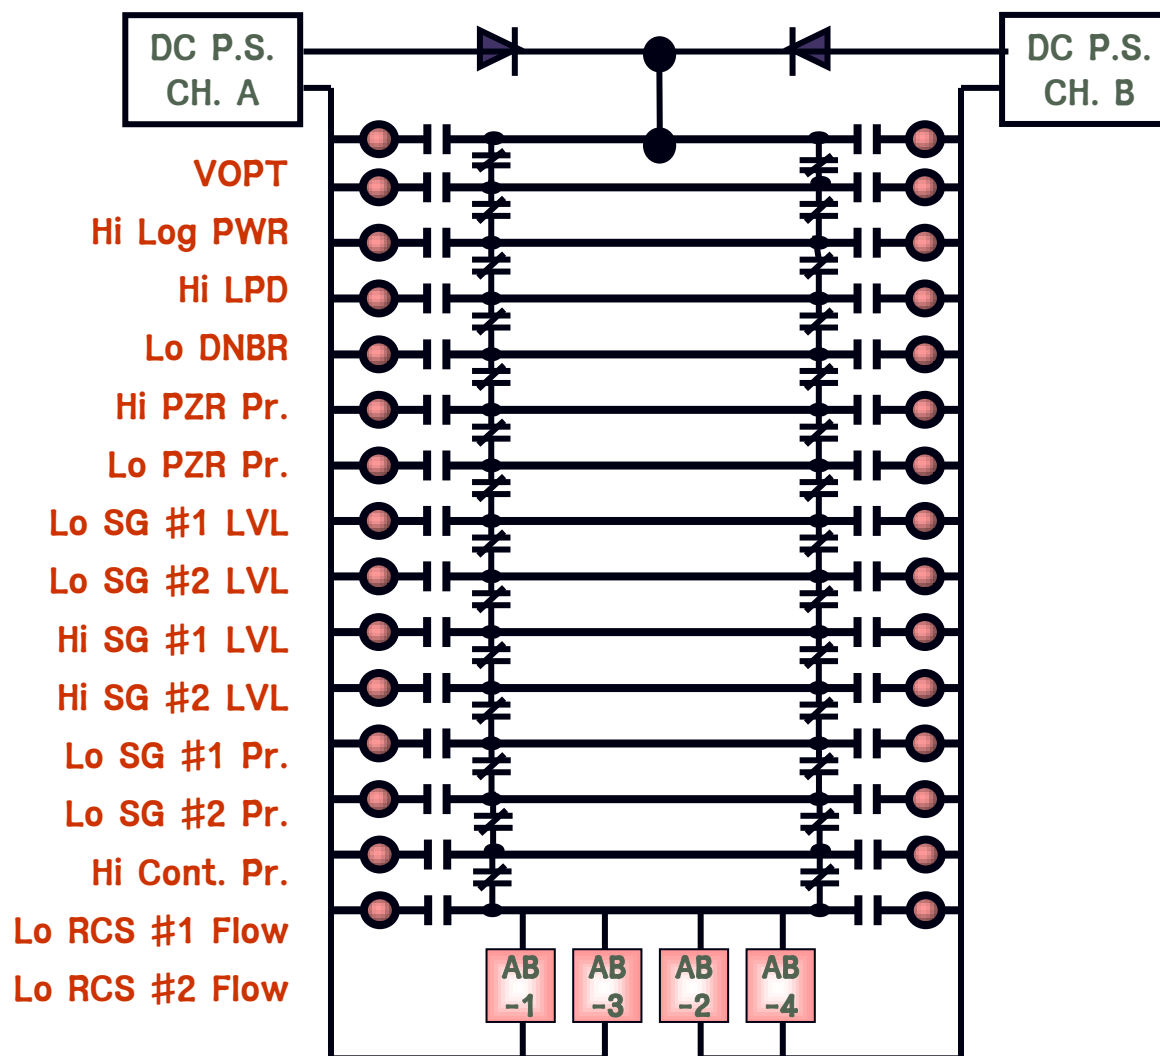 DC P.S.
CH. A
DC P.S.
CH. B
VOPT
Hi Log PWR
Hi LPD
Lo DNBR
Hi PZR Pr.
Lo PZR Pr.
Lo SG #1 LVL
Lo SG #2 LVL
Hi SG #1 LVL
Hi SG #2 LVL
Lo SG #1 Pr.
Lo SG #2 Pr.
Hi Cont. Pr.
Lo RCS #1 Flow
Lo RCS #2 Flow
AB
-1
AB
-3
AB
-2
AB
-4